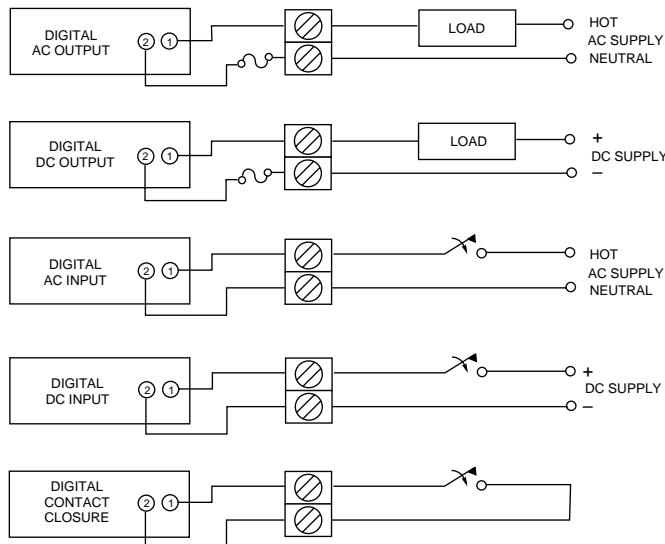 DIGITAL
AC OUTPUT
2 1
LOAD
HOT
AC SUPPLY
NEUTRAL
DIGITAL
DC OUTPUT
2 1
LOAD
+
DC SUPPLY
–
DIGITAL
AC INPUT
2 1
HOT
AC SUPPLY
NEUTRAL
DIGITAL
DC INPUT
2 1
+
DC SUPPLY
–
DIGITAL
CONTACT
CLOSURE
2 1